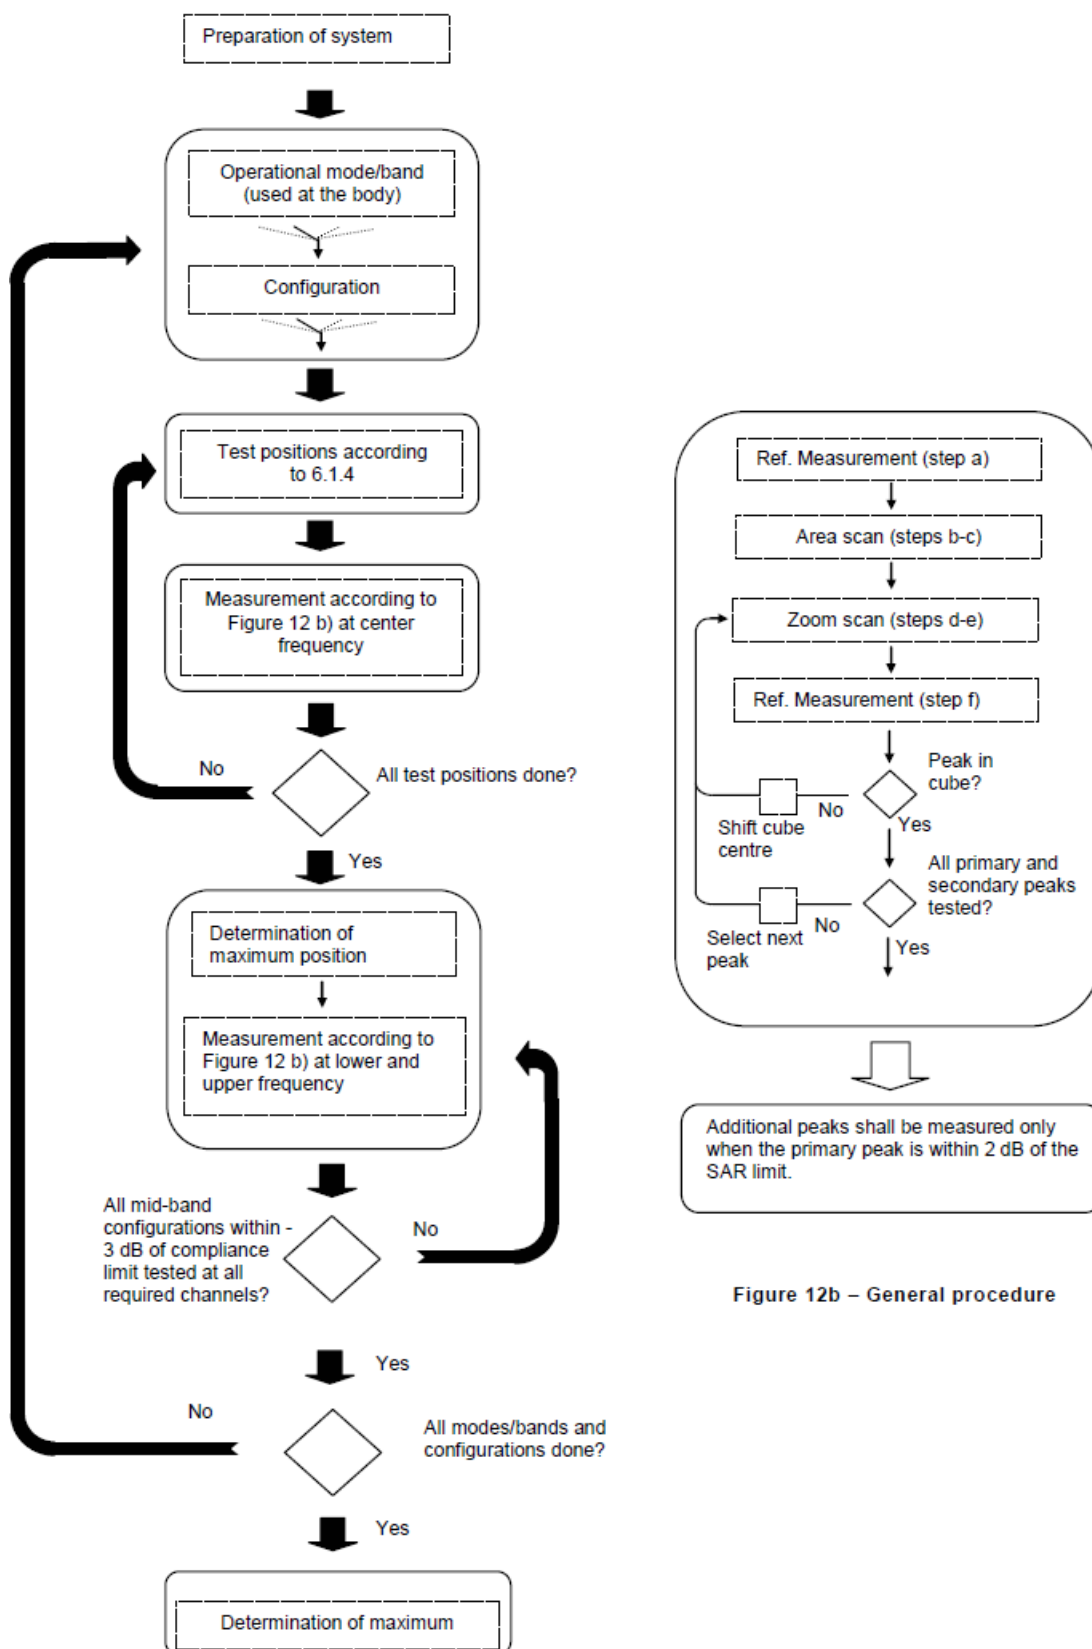 Preparation of system
Operational mode/band
(used at the body)
Configuration
Test positions according
to 6.1.4
Measurement according to
Figure 12 b) at center
frequency
No
All test positions done?
Yes
Determination of
maximum position
Measurement according to
Figure 12 b) at lower and
upper frequency
All mid-band
configurations within -
3 dB of compliance
limit tested at all
required channels?
No
Yes
No
All modes/bands and
configurations done?
Yes
Determination of maximum
Ref. Measurement (step a)
Area scan (steps b-c)
Zoom scan (steps d-e)
Ref. Measurement (step f)
Peak in
cube?
No
Shift cube
centre
Yes
All primary and
secondary peaks
tested?
No
Select next
peak
Yes
Additional peaks shall be measured only
when the primary peak is within 2 dB of the
SAR limit.
Figure 12b – General procedure